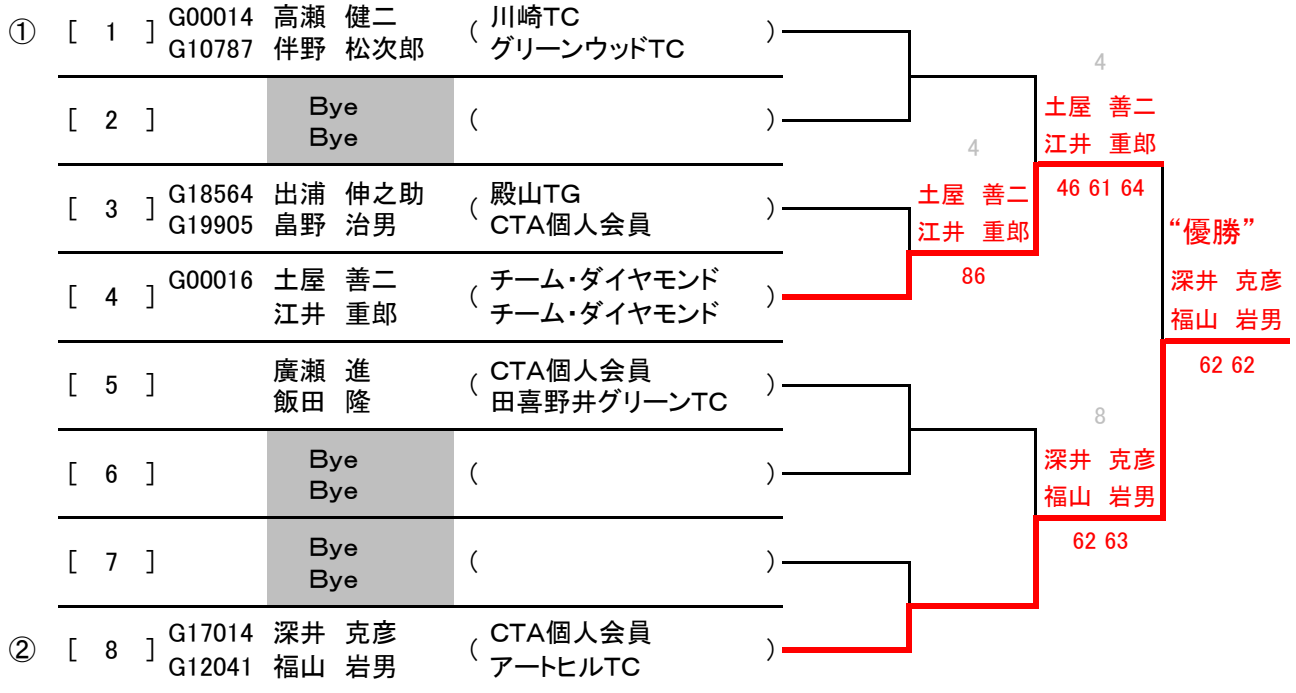 ① [ 1 ] G00014 高瀬 健二 ( 川崎TC )
G10787 伴野 松次郎 グリーンウッドTC
[ 2 ] Bye ( )
Bye
[ 3 ] G18564 出浦 伸之助 ( 殿山TG )
G19905 畠野 治男 CTA個人会員
[ 4 ] G00016 土屋 善二 ( チーム・ダイヤモンド )
江井 重郎 チーム・ダイヤモンド
[ 5 ] 廣瀬 進 ( CTA個人会員 )
飯田 隆 田喜野井グリーンTC
[ 6 ] Bye ( )
Bye
[ 7 ] Bye ( )
Bye
② [ 8 ] G17014 深井 克彦 ( CTA個人会員 )
G12041 福山 岩男 アートヒルTC
4
土屋 善二
江井 重郎
86
4
土屋 善二
江井 重郎
46 61 64
8
深井 克彦
福山 岩男
62 63
“優勝”
深井 克彦
福山 岩男
62 62